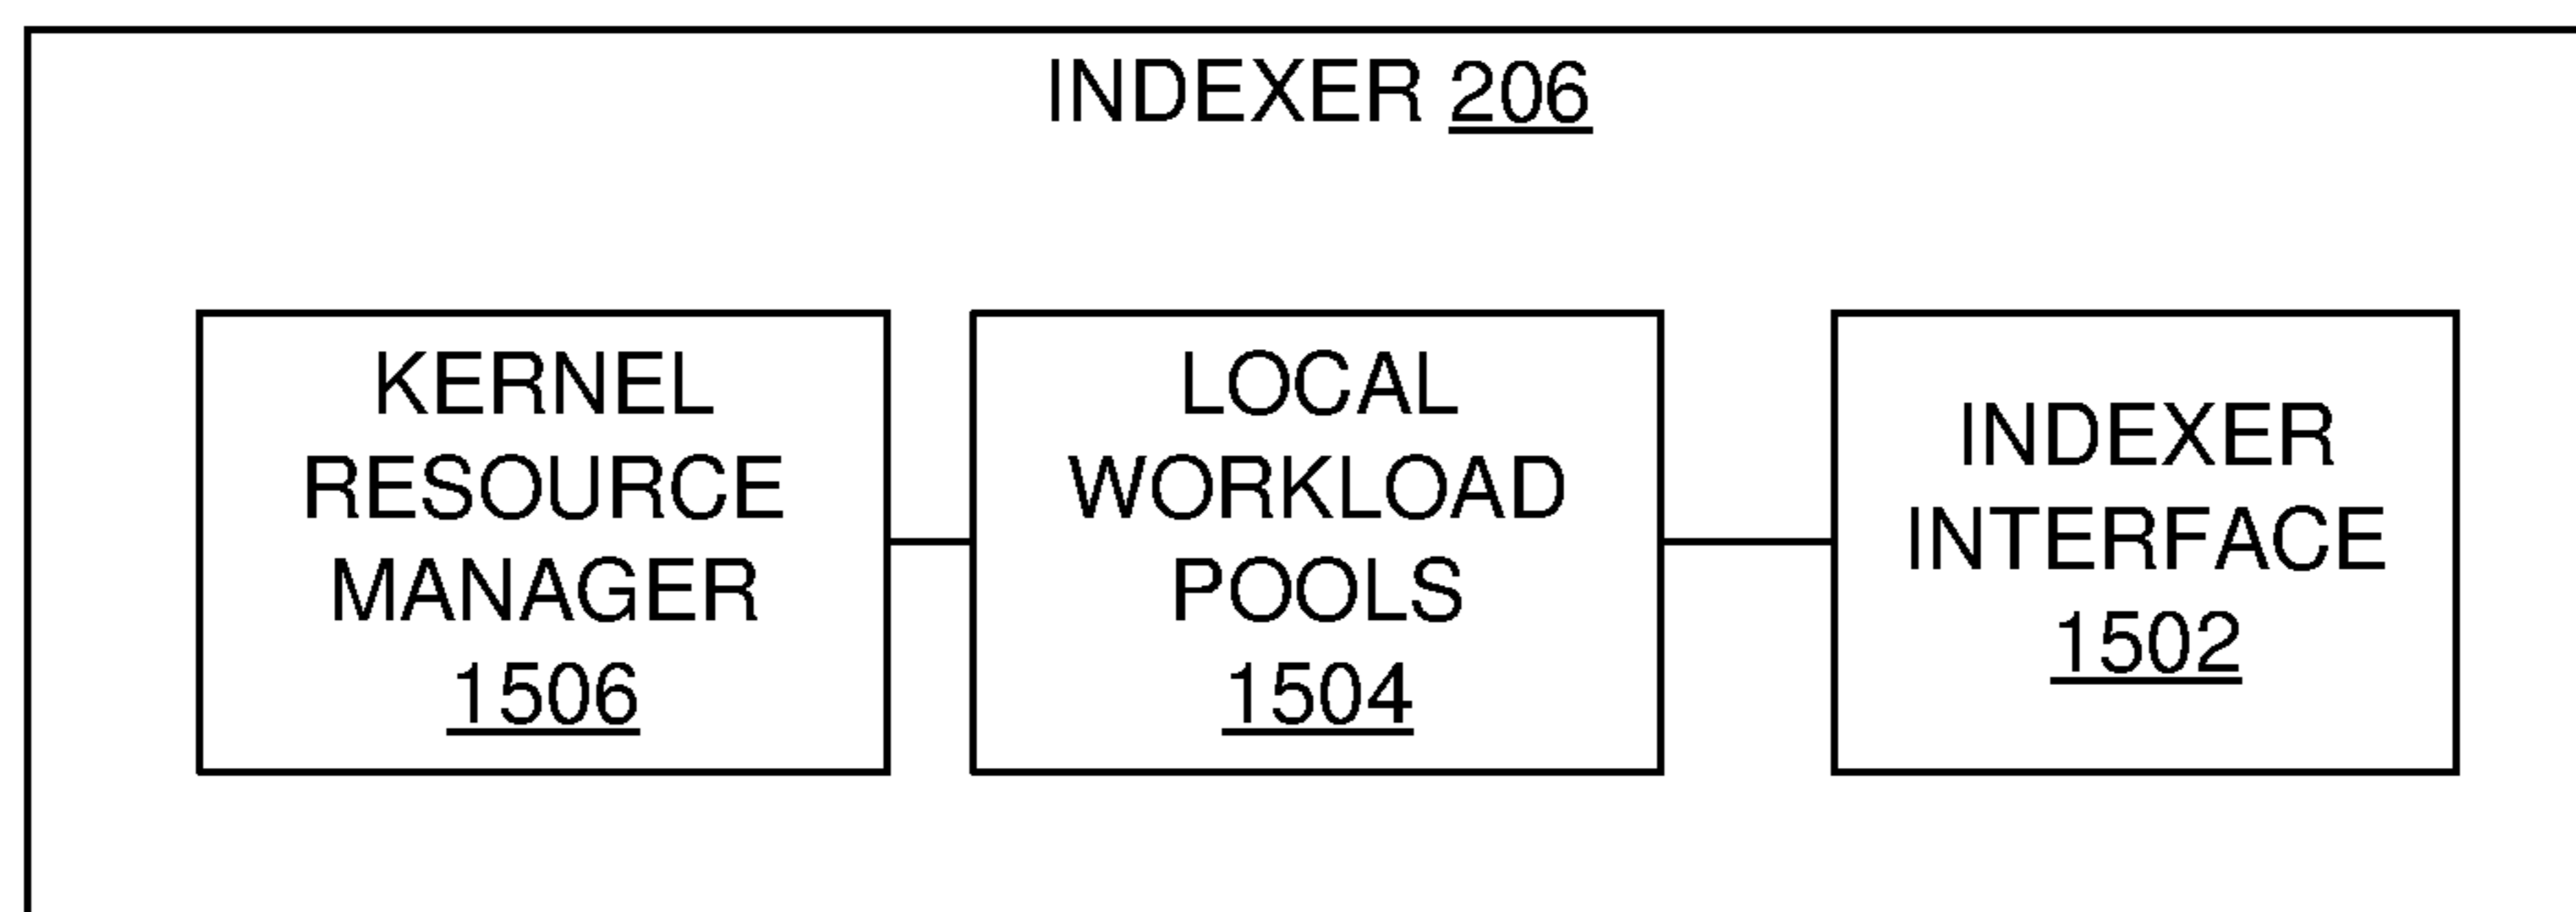 INDEXER 206
KERNEL
RESOURCE
MANAGER
1506
LOCAL
WORKLOAD
POOLS
1504
INDEXER
INTERFACE
1502